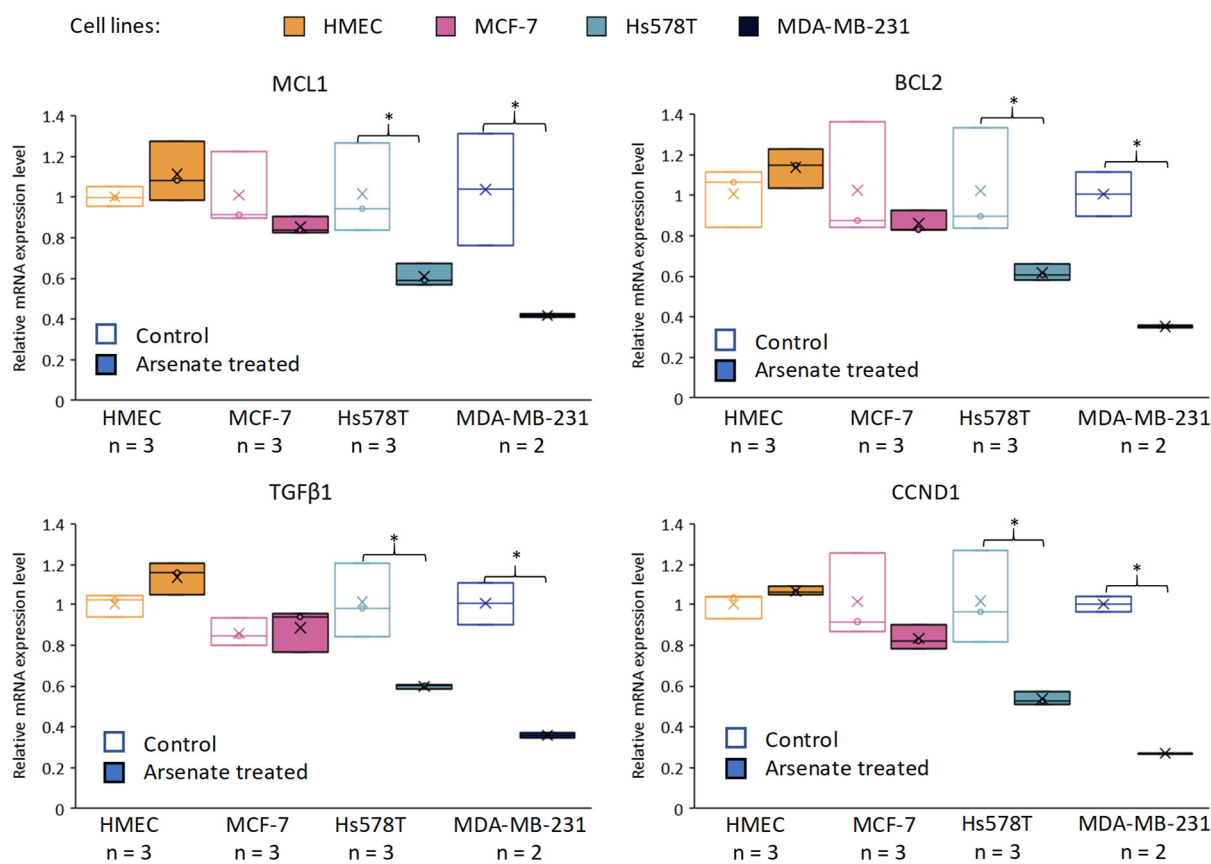 Cell lines: HMEC MCF-7 Hs578T MDA-MB-231
MCL1
Relative mRNA expression level
1.4
1.2
1
0.8
0.6
0.4
0.2
0
*
*
Control
Arsenate treated
HMEC MCF-7 Hs578T MDA-MB-231
n = 3 n = 3 n = 3 n = 2
BCL2
Relative mRNA expression level
1.4
1.2
1
0.8
0.6
0.4
0.2
0
*
*
Control
Arsenate treated
HMEC MCF-7 Hs578T MDA-MB-231
n = 3 n = 3 n = 3 n = 2
TGFβ1
Relative mRNA expression level
1.4
1.2
1
0.8
0.6
0.4
0.2
0
*
*
Control
Arsenate treated
HMEC MCF-7 Hs578T MDA-MB-231
n = 3 n = 3 n = 3 n = 2
CCND1
Relative mRNA expression level
1.4
1.2
1
0.8
0.6
0.4
0.2
0
*
*
Control
Arsenate treated
HMEC MCF-7 Hs578T MDA-MB-231
n = 3 n = 3 n = 3 n = 2